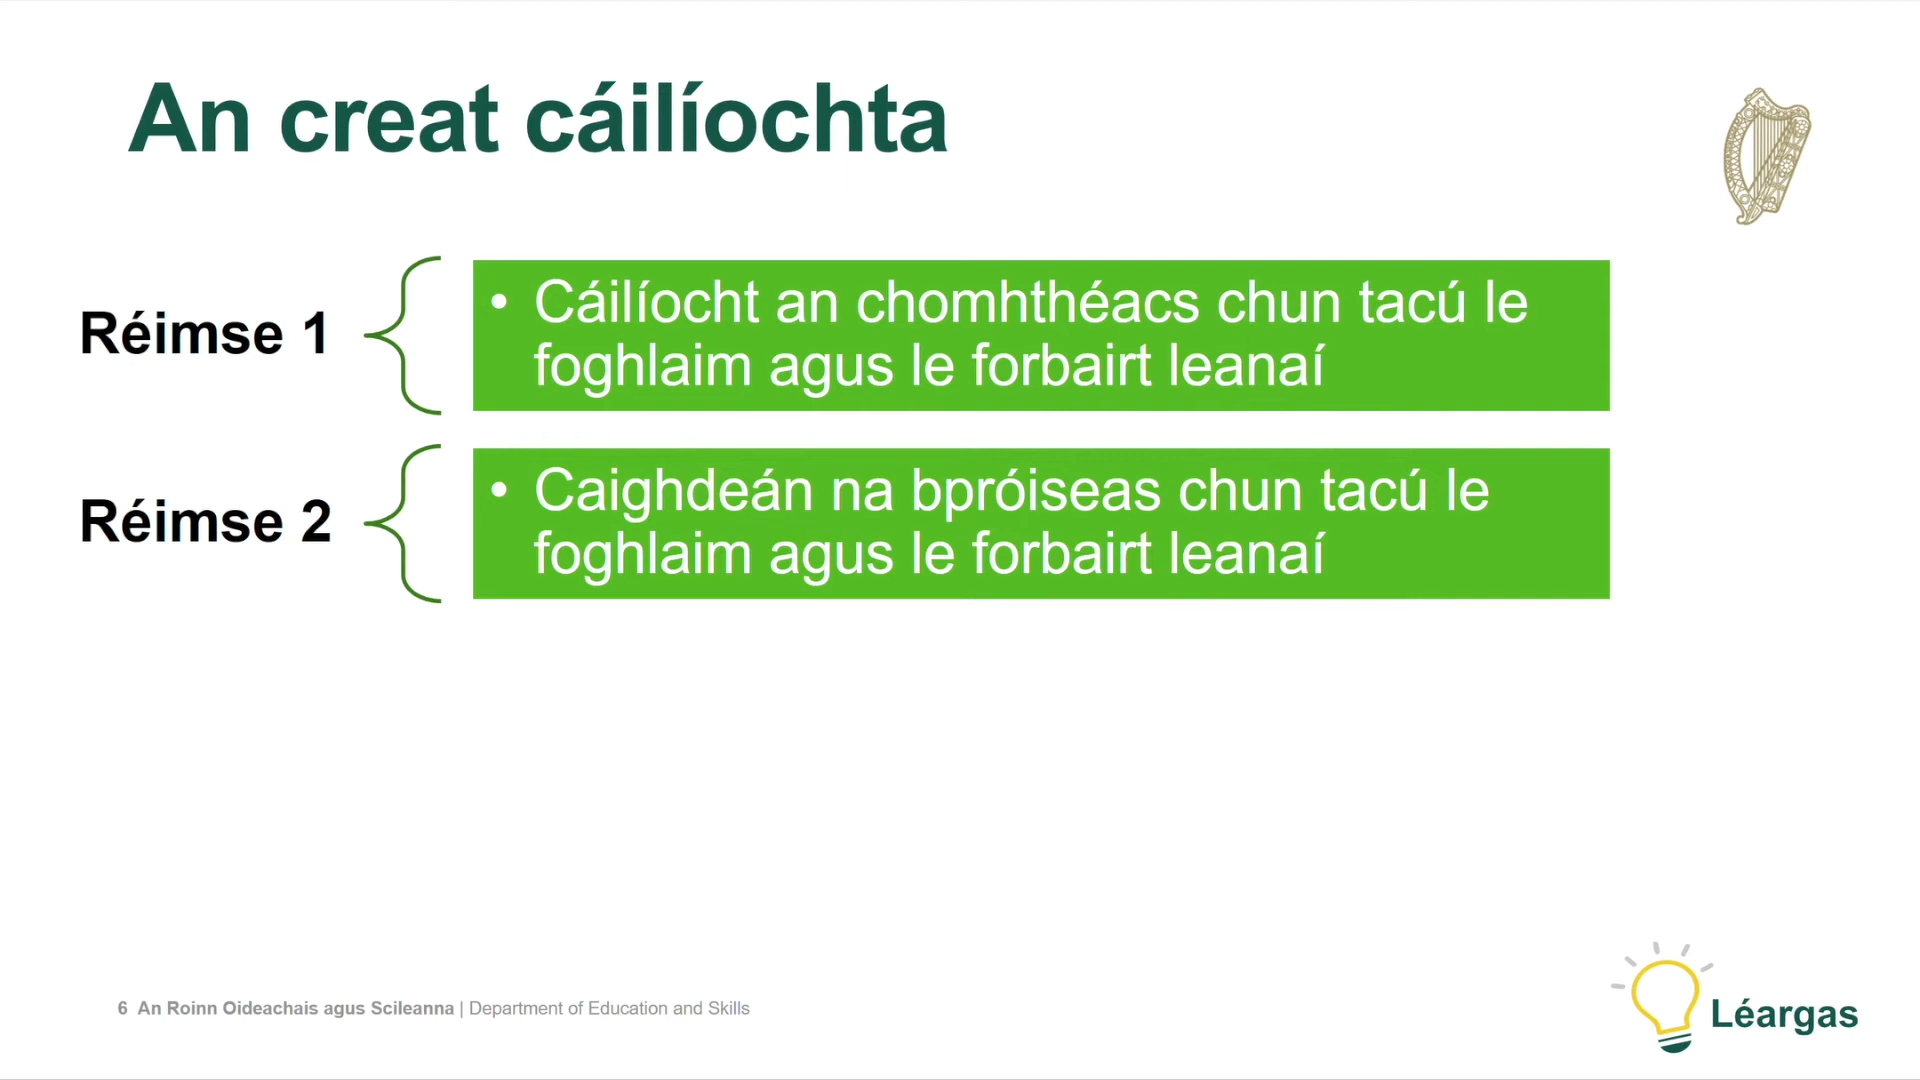 An creat cáilíochta
Réimse 1
• Cáilíocht an chomhthéacs chun tacú le
foghlaim agus le forbairt leanaí
Réimse 2
• Caighdeán na bpróiseas chun tacú le
foghlaim agus le forbairt leanaí
6 An Roinn Oideachais agus Scileanna | Department of Education and Skills
Léargas